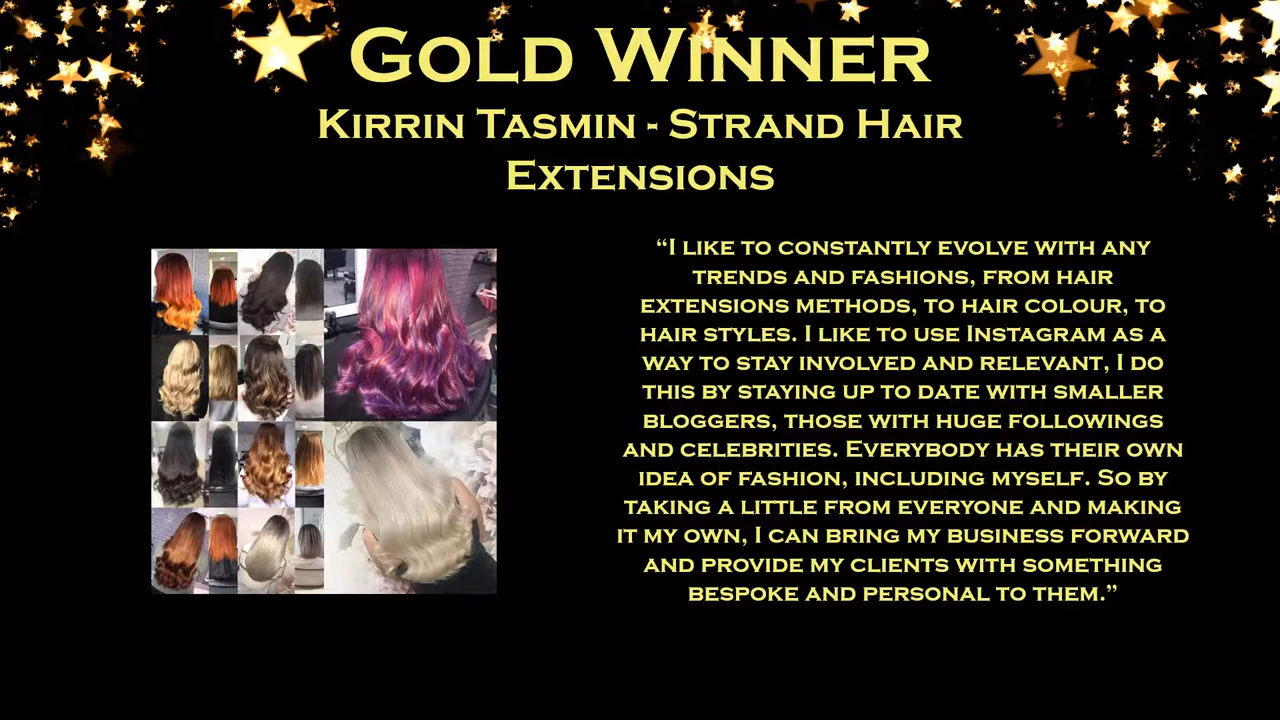 Gold Winner
Kirrin Tasmin - Strand Hair
Extensions
“I like to constantly evolve with any
trends and fashions, from hair
extensions methods, to hair colour, to
hair styles. I like to use Instagram as a
way to stay involved and relevant, I do
this by staying up to date with smaller
bloggers, those with huge followings
and celebrities. Everybody has their own
idea of fashion, including myself. So by
taking a little from everyone and making
it my own, I can bring my business forward
and provide my clients with something
bespoke and personal to them.”